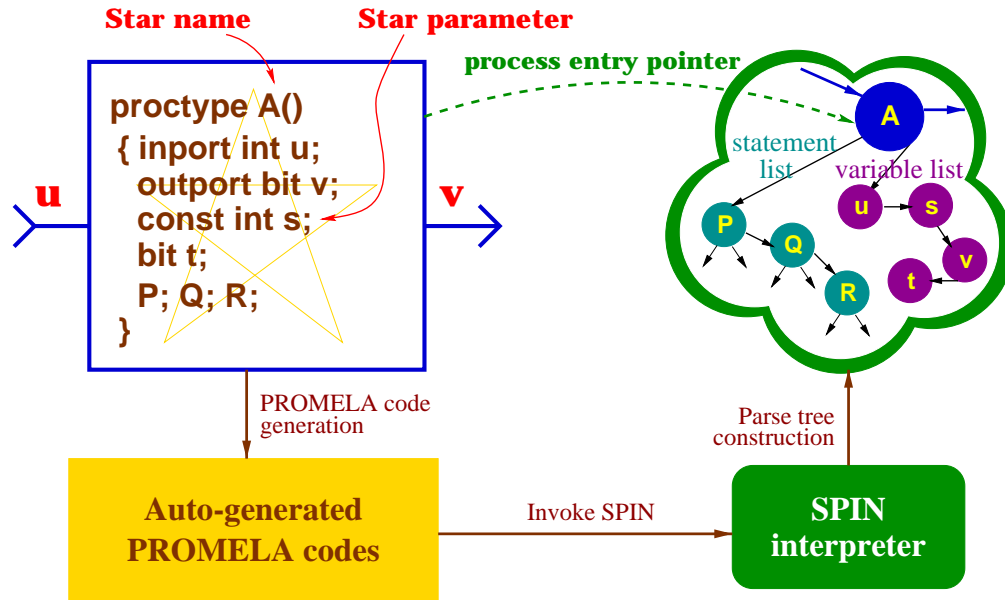 Star name
Star parameter
process entry pointer
proctype A()
{ inport int u;
outport bit v;
const int s;
bit t;
P; Q; R;
}
u
v
A
statement
list
variable list
u
s
v
t
P
Q
R
PROMELA code
generation
Parse tree
construction
Auto-generated
PROMELA codes
Invoke SPIN
SPIN
interpreter